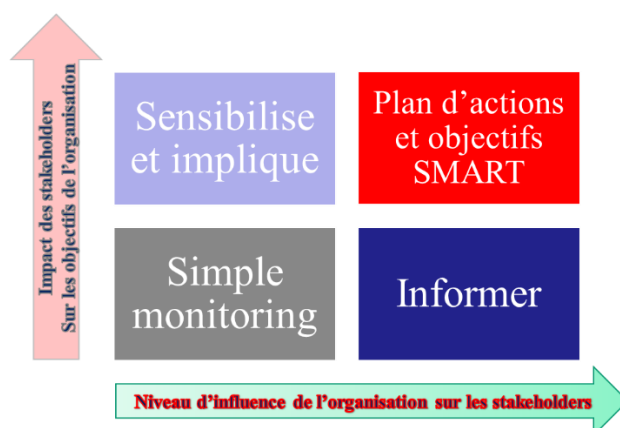 Impact des stakeholders
Sur les objectifs de l'organisation
Sensibilise
et implique
Plan d'actions
et objectifs
SMART
Simple
monitoring
Informer
Niveau d'influence de l'organisation sur les stakeholders